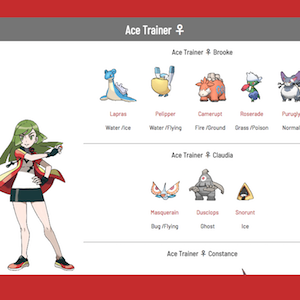 Ace Trainer ♀
Ace Trainer ♀ Brooke
Lapras Pelipper Camerupt Roserade Purugly
Water /Ice Water /Flying Fire /Ground Grass /Poison Normal
Ace Trainer ♀ Claudia
Masquerain Dusclops Snorunt
Bug /Flying Ghost Ice
Ace Trainer ♀ Constance